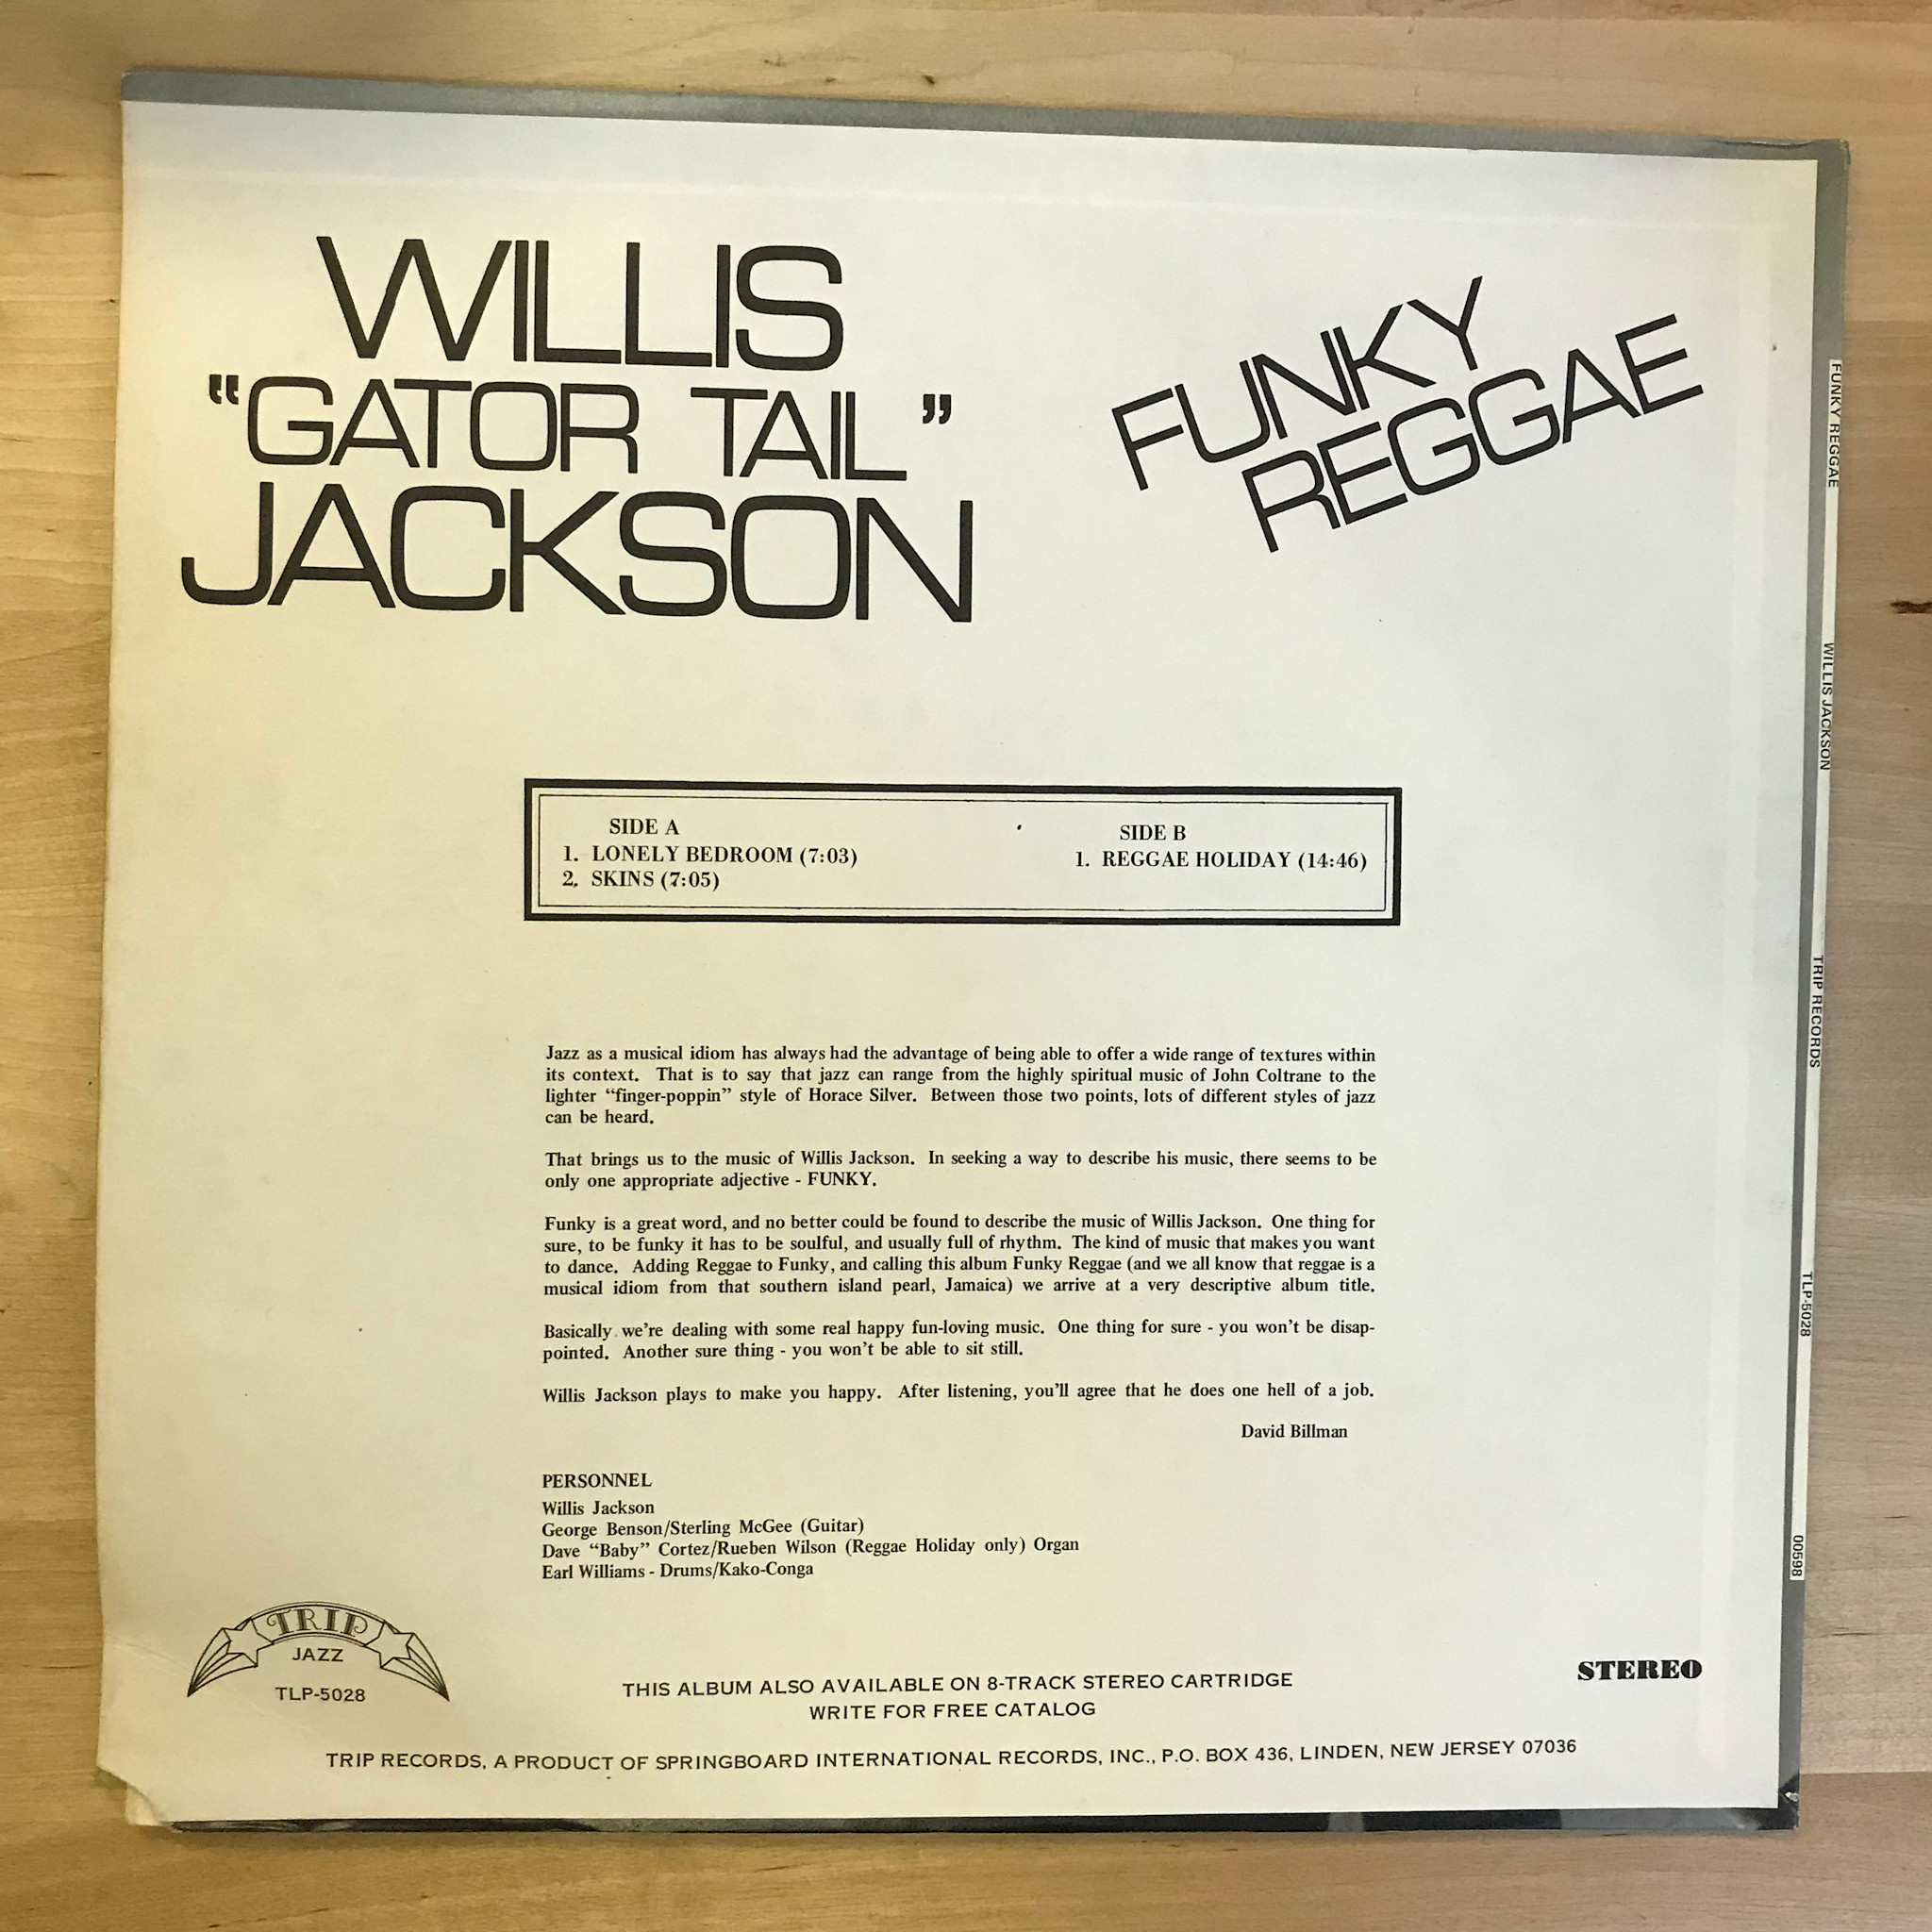 WILLIS
"GATOR TAIL"
JACKSON
FUNKY
REGGAE
SIDE A
1. LONELY BEDROOM (7:03)
2. SKINS (7:05)
SIDE B
1. REGGAE HOLIDAY (14:46)
Jazz as a musical idiom has always had the advantage of being able to offer a wide range of textures within
its context. That is to say that jazz can range from the highly spiritual music of John Coltrane to the
lighter "finger-poppin" style of Horace Silver. Between those two points, lots of different styles of jazz
can be heard.
That brings us to the music of Willis Jackson. In seeking a way to describe his music, there seems to be
only one appropriate adjective - FUNKY.
Funky is a great word, and no better could be found to describe the music of Willis Jackson. One thing for
sure, to be funky it has to be soulful, and usually full of rhythm. The kind of music that makes you want
to dance. Adding Reggae to Funky, and calling this album Funky Reggae (and we all know that reggae is a
musical idiom from that southern island pearl, Jamaica) we arrive at a very descriptive album title.
Basically we're dealing with some real happy fun-loving music. One thing for sure - you won't be disap-
pointed. Another sure thing - you won't be able to sit still.
Willis Jackson plays to make you happy. After listening, you'll agree that he does one hell of a job.
David Billman
PERSONNEL
Willis Jackson
George Benson/Sterling McGee (Guitar)
Dave "Baby" Cortez/Rueben Wilson (Reggae Holiday only) Organ
Earl Williams - Drums/Kako-Conga
TRIP
JAZZ
TLP-5028
THIS ALBUM ALSO AVAILABLE ON 8-TRACK STEREO CARTRIDGE
WRITE FOR FREE CATALOG
STEREO
TRIP RECORDS, A PRODUCT OF SPRINGBOARD INTERNATIONAL RECORDS, INC., P.O. BOX 436, LINDEN, NEW JERSEY 07036
FUNKY REGGAE
WILLIS JACKSON
TRIP RECORDS
TLP-5028
00598